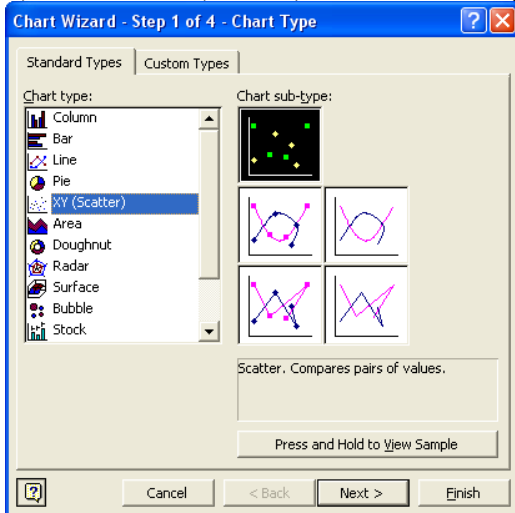 Chart Wizard - Step 1 of 4 - Chart Type
Standard Types
Custom Types
Chart type:
Column
Bar
Line
Pie
XY (Scatter)
Area
Doughnut
Radar
Surface
Bubble
Stock
Chart sub-type:
Scatter. Compares pairs of values.
Press and Hold to View Sample
Cancel
< Back
Next >
Finish